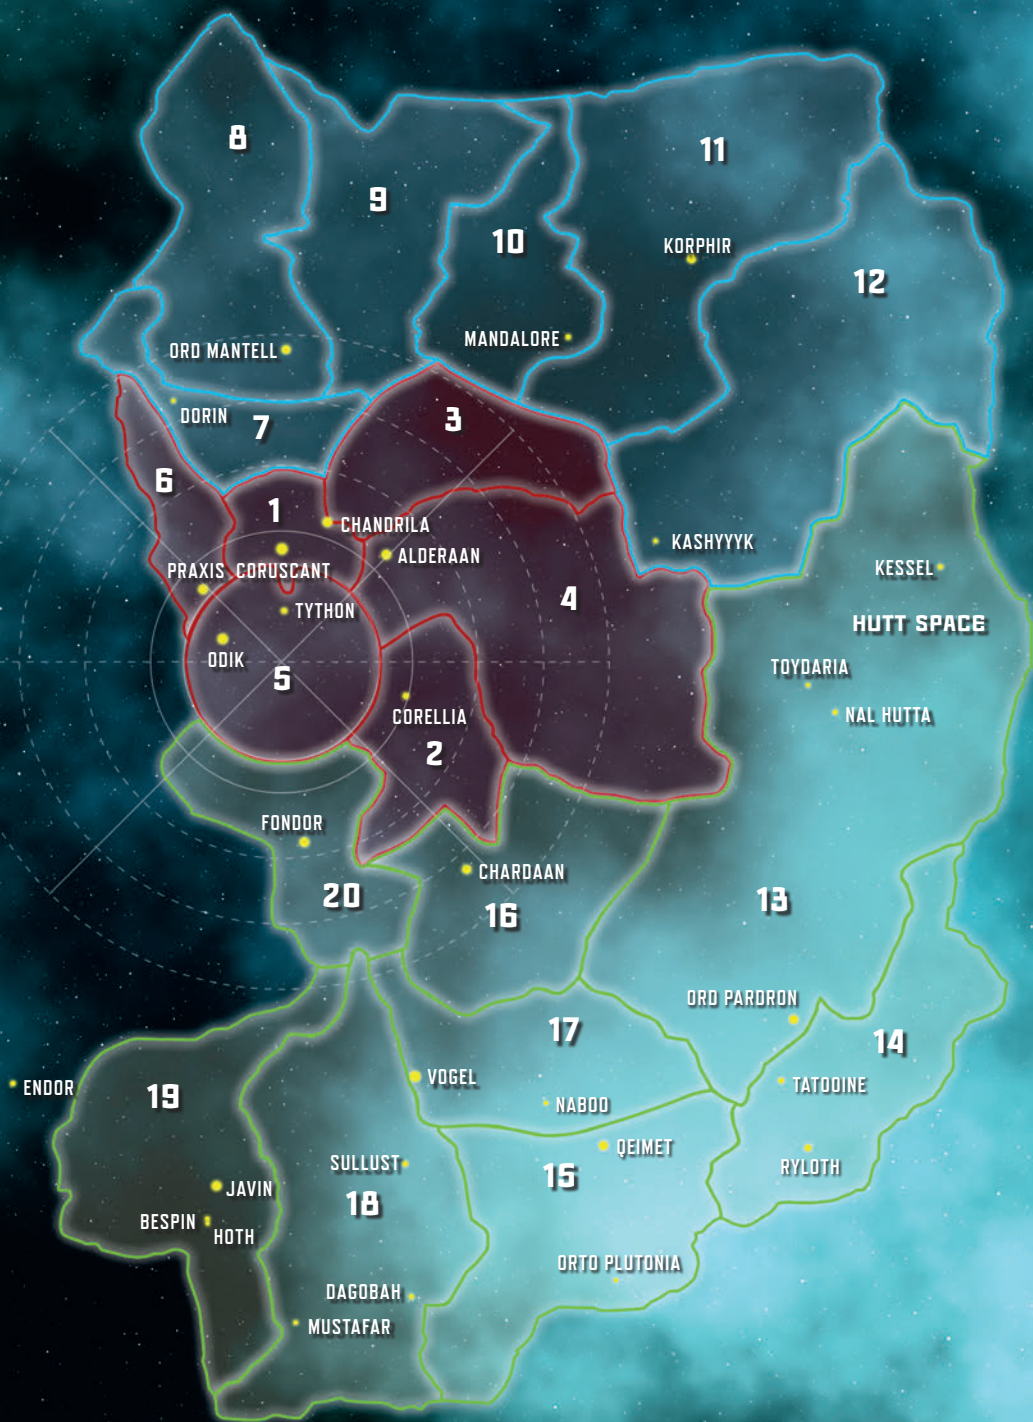 8
11
9
10
KORPHIR
12
MANDALORE
ORD MANTELL
DORIN
3
7
6
1
CHANDRILA
KASHYYYK
ALDERAAN
KESSEL
PRAXIS
CORUSCANT
4
TYTHON
HUTT SPACE
ODIK
TOYDARIA
5
CORELLIA
NAL HUTTA
2
FONDOR
CHARDAAN
20
13
16
ORD PARDRON
17
14
ENDOR
VOGEL
TATOOINE
19
NABOO
QEIMET
SULLUST
RYLOTH
15
JAVIN
18
BESPIN
HOTH
ORTO PLUTONIA
DAGOBAH
MUSTAFAR